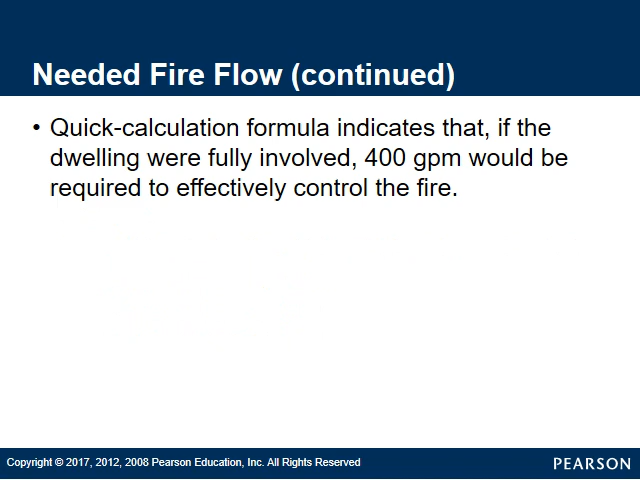 Needed Fire Flow (continued)
• Quick-calculation formula indicates that, if the
dwelling were fully involved, 400 gpm would be
required to effectively control the fire.
Copyright © 2017, 2012, 2008 Pearson Education, Inc. All Rights Reserved
PEARSON